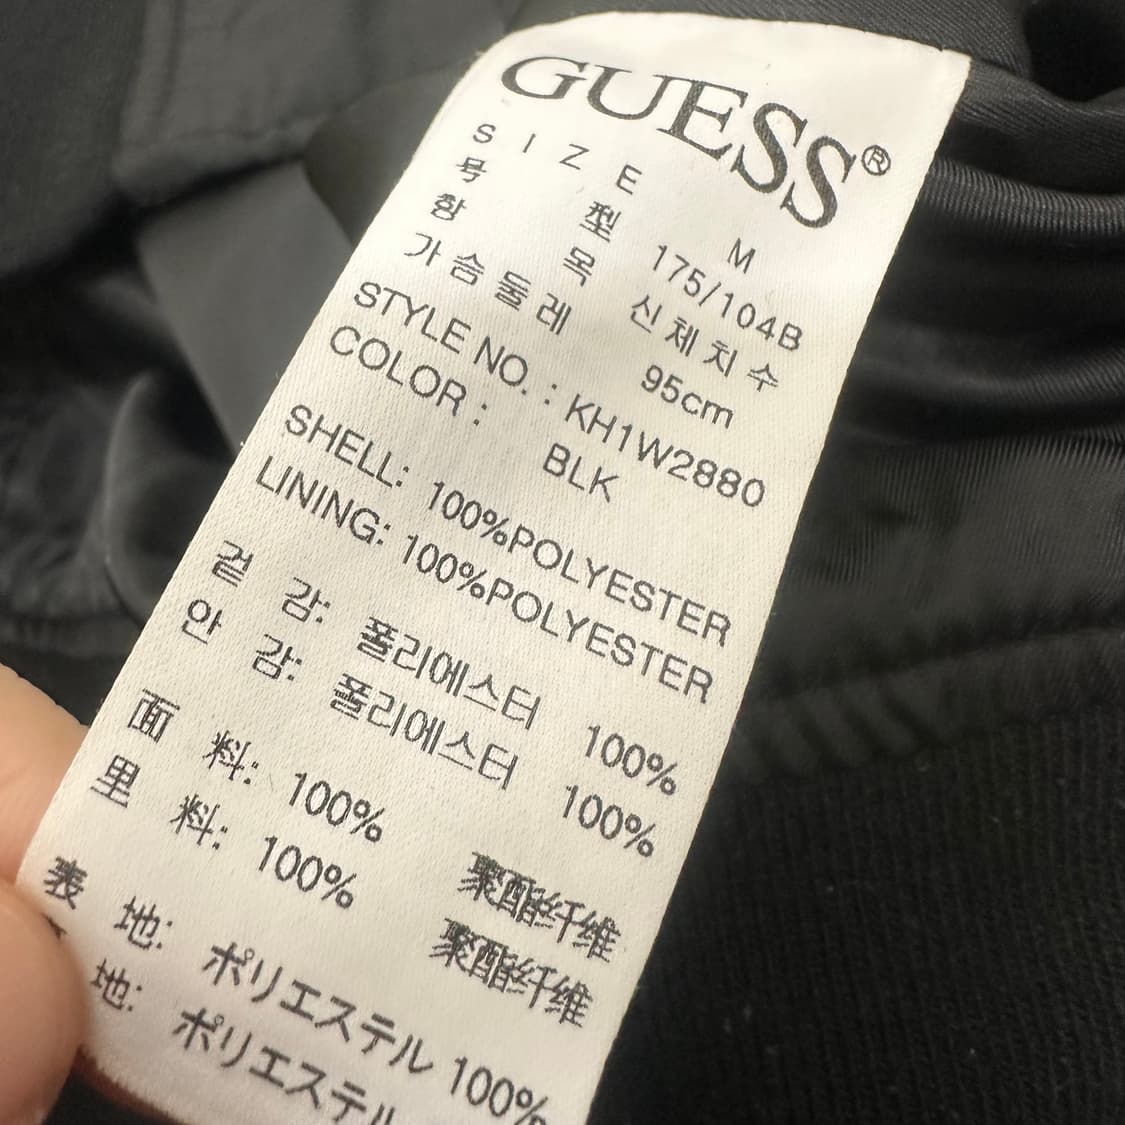 GUESS®
SIZE M
号型 175/104B
항목 신체치수
가슴둘레 95cm
STYLE NO. : KH1W2880
COLOR : BLK
SHELL: 100%POLYESTER
LINING: 100%POLYESTER
겉감: 폴리에스터 100%
안감: 폴리에스터 100%
面料: 100% 聚酯纤维
里料: 100% 聚酯纤维
表地: ポリエステル 100%
地: ポリエステル